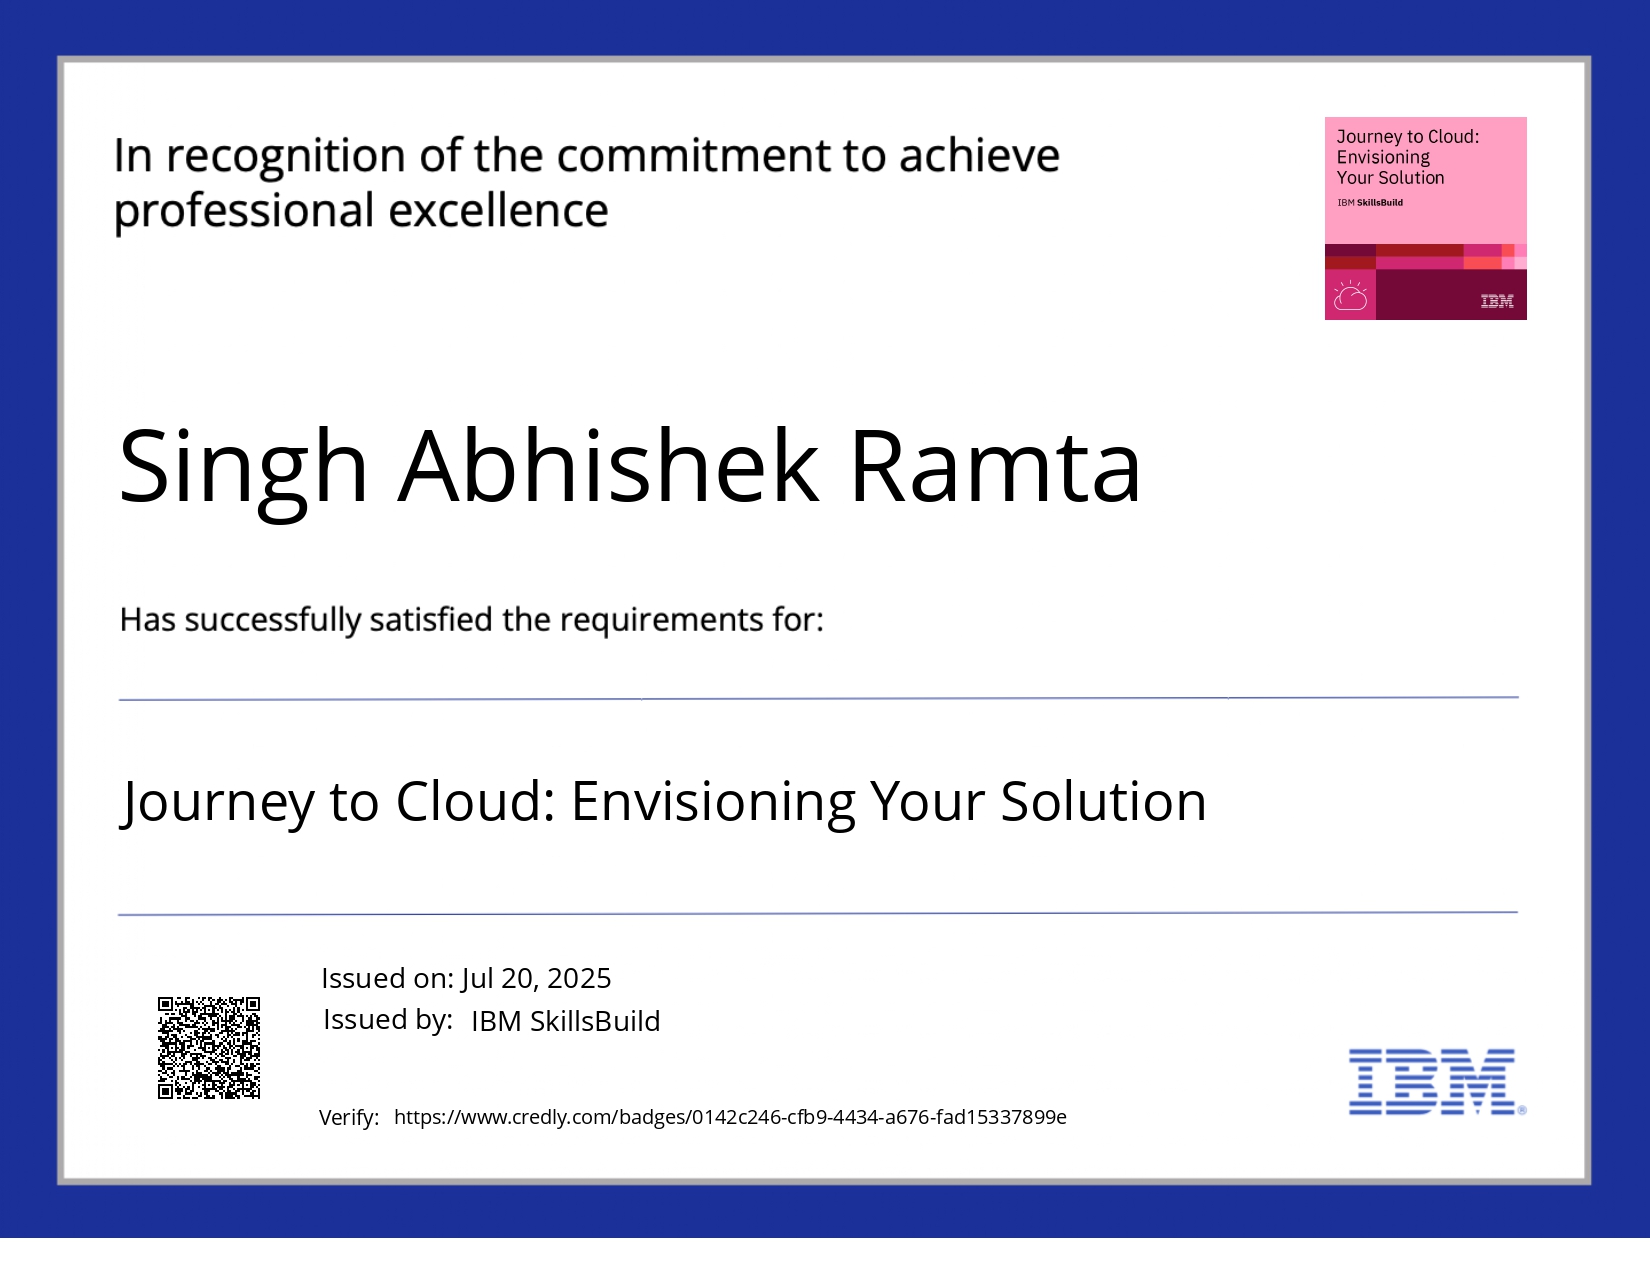 In recognition of the commitment to achieve
professional excellence
Journey to Cloud:
Envisioning
Your Solution
IBM SkillsBuild
IBM
Singh Abhishek Ramta
Has successfully satisfied the requirements for:
Journey to Cloud: Envisioning Your Solution
Issued on: Jul 20, 2025
Issued by: IBM SkillsBuild
Verify: https://www.credly.com/badges/0142c246-cfb9-4434-a676-fad15337899e
IBM®